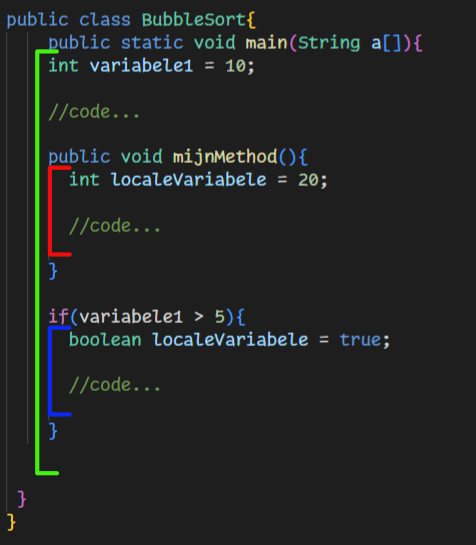 public class BubbleSort{
public static void main(String a[]){
int variabele1 = 10;
//code...
public void mijnMethod(){
int localeVariabele = 20;
//code...
}
if(variabele1 > 5){
boolean localeVariabele = true;
//code...
}
}
}